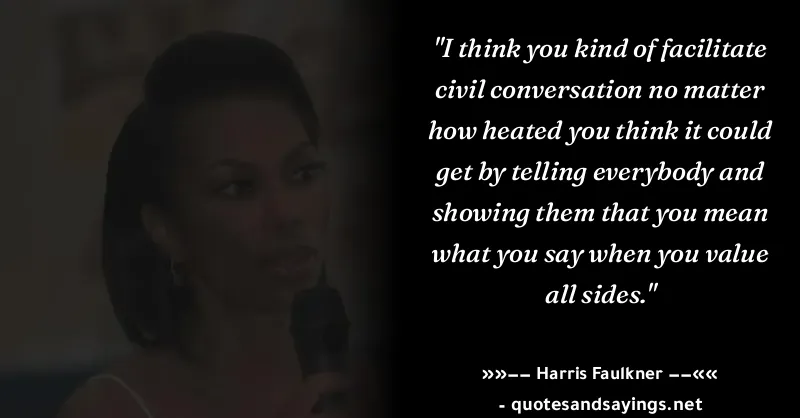 "I think you kind of facilitate
civil conversation no matter
how heated you think it could
get by telling everybody and
showing them that you mean
what you say when you value
all sides."
»»−− Harris Faulkner −−««
- quotesandsayings.net